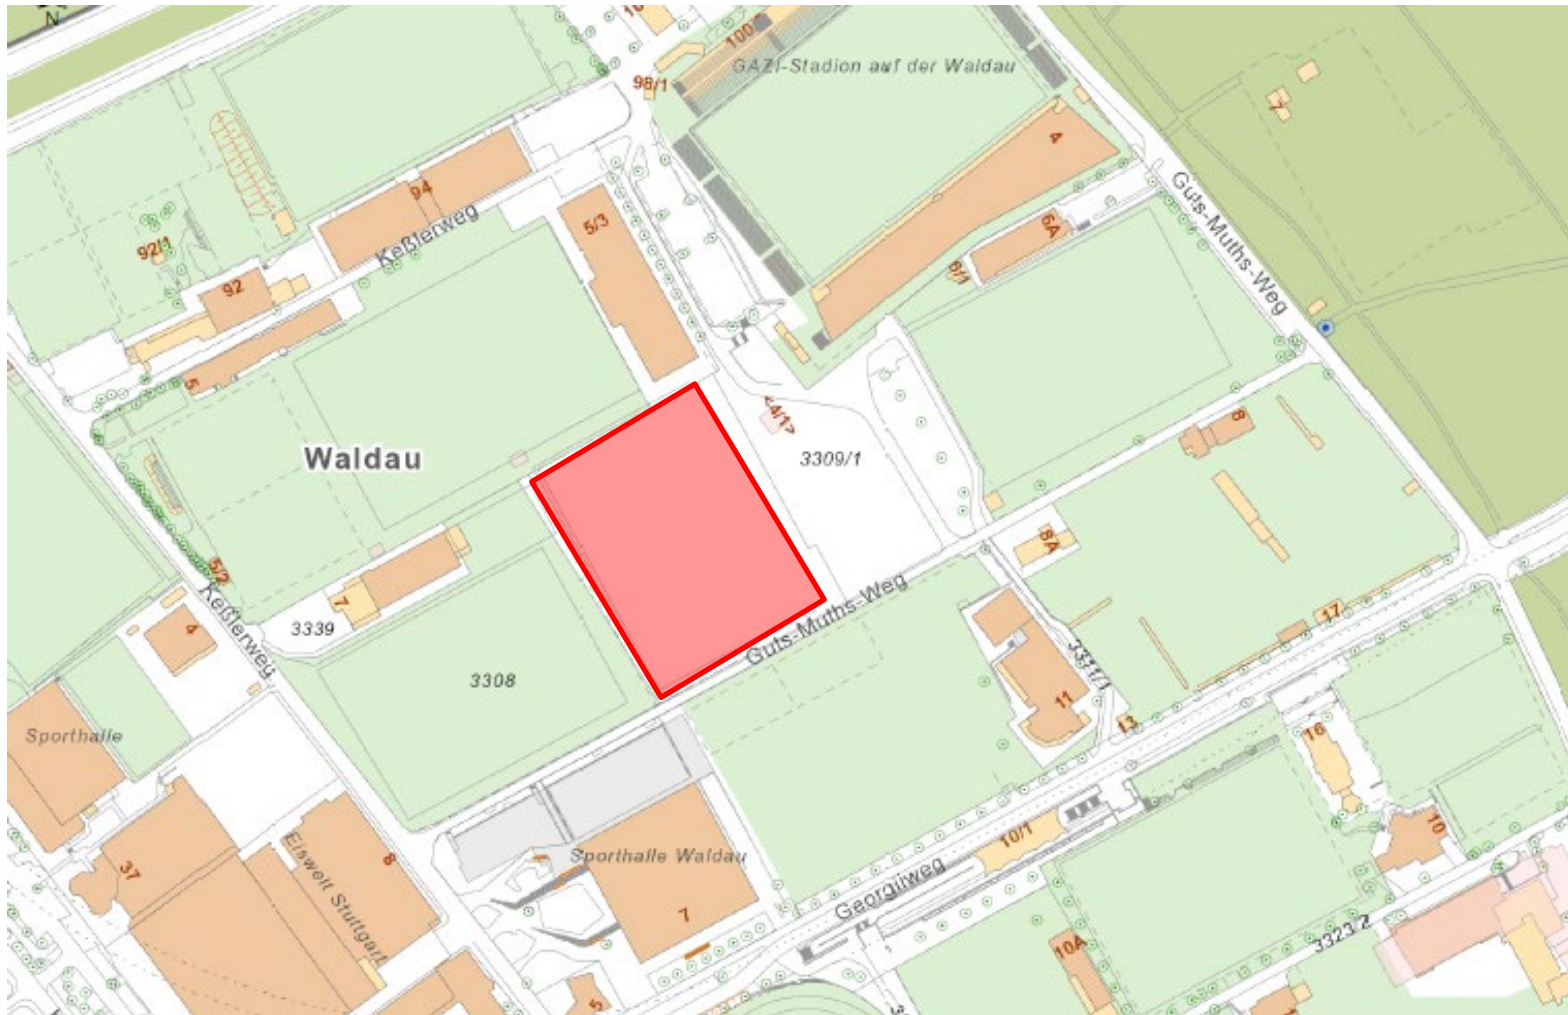 N
100
GAZI-Stadion auf der Waldau
98/1
7
4
94
Keßlerweg
5/3
6A
6/1
Guts-Muths-Weg
92/1
92
5
<4/1>
8
Waldau
3309/1
5/2
Keßlerweg
7
3339
4
8A
Guts-Muths-Weg
17
3308
3311/1
11
13
Sporthalle
16
10
10/1
Sporthalle Waldau
37
Eiswelt Stuttgart
8
7
Georgiiweg
3323/2
10A
5